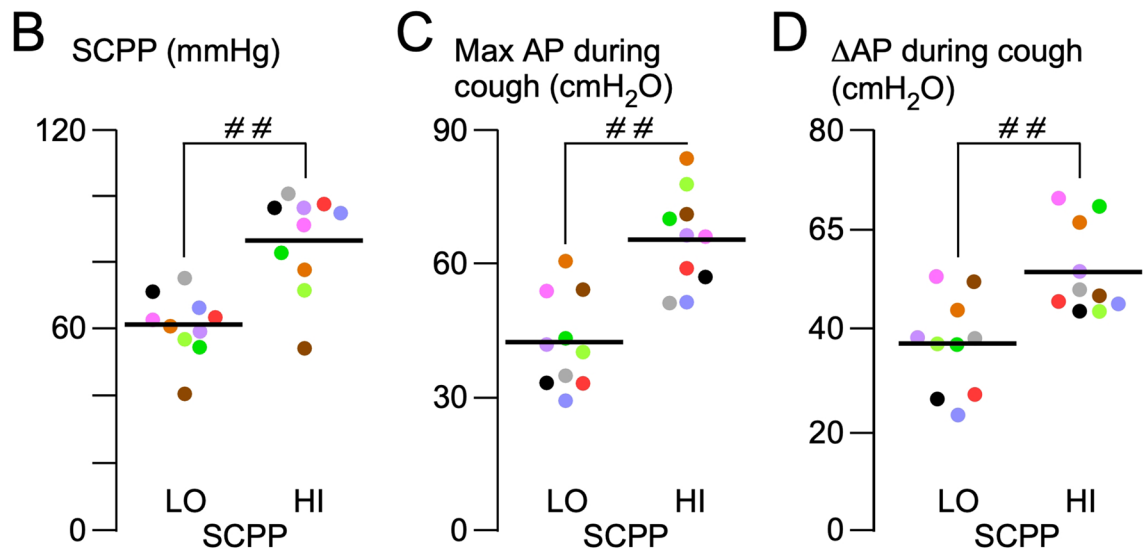 B SCPP (mmHg)
120
60
0
# #
LO HI
SCPP
C Max AP during
cough (cmH₂O)
90
60
30
0
# #
LO HI
SCPP
D ΔAP during cough
(cmH₂O)
80
65
40
20
0
# #
LO HI
SCPP